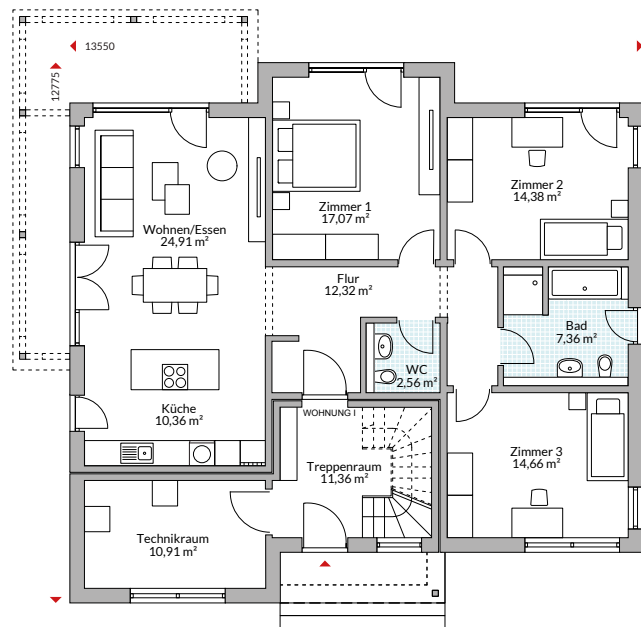 13550
12775
Zimmer 1
17,07 m²
Zimmer 2
14,38 m²
Wohnen/Essen
24,91 m²
Flur
12,32 m²
Bad
7,36 m²
WC
2,56 m²
Küche
10,36 m²
WOHNUNG I
Treppenraum
11,36 m²
Zimmer 3
14,66 m²
Technikraum
10,91 m²